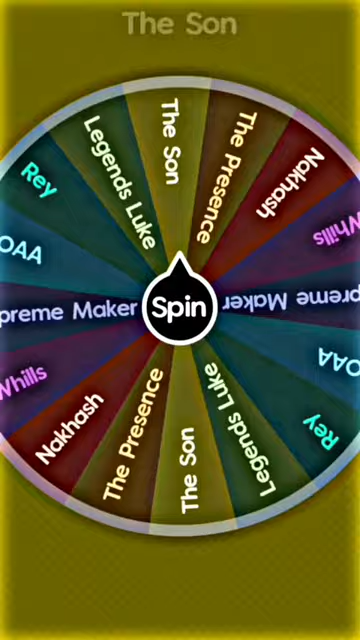 The Son
The Son
The Presence
Nakhash
Whills
preme Maker
OAA
Rey
Legends Luke
The Son
The Presence
Nakhash
Whills
preme Maker
OAA
Rey
Legends Luke
Spin